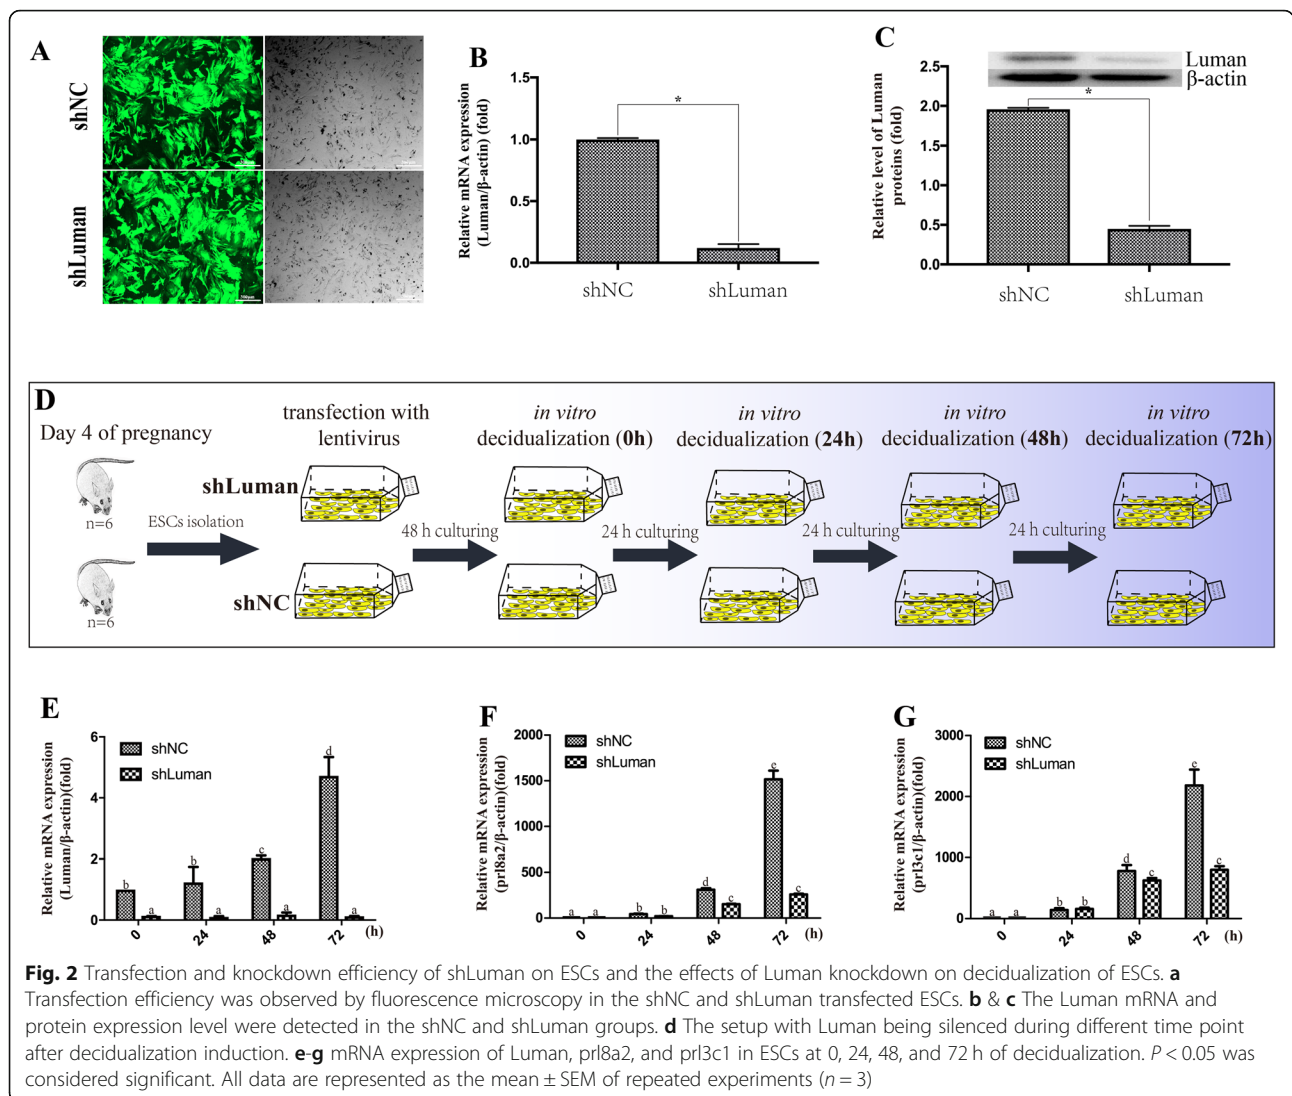 A
shNC
shLuman
100μm
B
Relative mRNA expression
(Luman/β-actin) (fold)
1.5
1.0
0.5
0.0
*
shNC
shLuman
C
Luman
β-actin
Relative level of Luman
proteins (fold)
2.5
2.0
1.5
1.0
0.5
0.0
*
shNC
shLuman
D
Day 4 of pregnancy
n=6
n=6
ESCs isolation
transfection with
lentivirus
shLuman
shNC
48 h culturing
in vitro
decidualization (0h)
24 h culturing
in vitro
decidualization (24h)
24 h culturing
in vitro
decidualization (48h)
24 h culturing
in vitro
decidualization (72h)
E
Relative mRNA expression
(Luman/β-actin)(fold)
6
4
2
0
shNC
shLuman
b
a
b
a
c
a
d
a
0
24
48
72
(h)
F
Relative mRNA expression
(prl8a2/β-actin)(fold)
2000
1500
1000
500
0
shNC
shLuman
a
a
b
b
d
c
e
c
0
24
48
72
(h)
G
Relative mRNA expression
(prl3c1/β-actin)(fold)
3000
2000
1000
0
shNC
shLuman
a
a
b
b
d
c
e
e
0
24
48
72
(h)
Fig. 2 Transfection and knockdown efficiency of shLuman on ESCs and the effects of Luman knockdown on decidualization of ESCs. a
Transfection efficiency was observed by fluorescence microscopy in the shNC and shLuman transfected ESCs. b & c The Luman mRNA and
protein expression level were detected in the shNC and shLuman groups. d The setup with Luman being silenced during different time point
after decidualization induction. e-g mRNA expression of Luman, prl8a2, and prl3c1 in ESCs at 0, 24, 48, and 72 h of decidualization. P < 0.05 was
considered significant. All data are represented as the mean ± SEM of repeated experiments (n = 3)